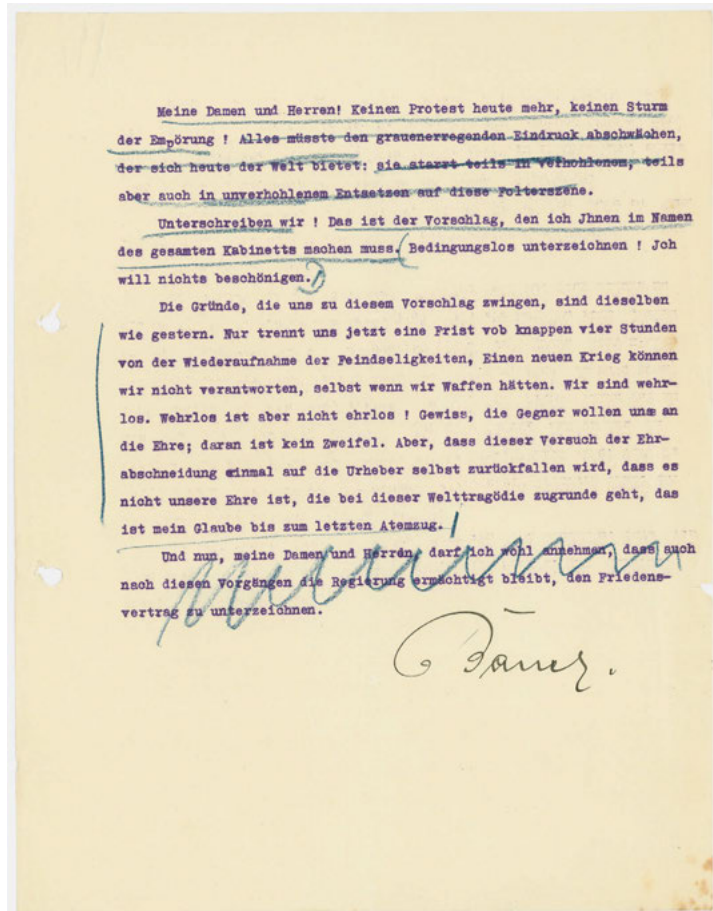 Meine Damen und Herren! Keinen Protest heute mehr, keinen Sturm
der Empörung ! Alles müsste den grauenerregenden Eindruck abschwächen,
der sich heute der Welt bietet: sie starrt teils in verhohlenem, teils
aber auch in unverhohlenem Entsetzen auf diese Folterszene.
Unterschreiben wir ! Das ist der Vorschlag, den ich Jhnen im Namen
des gesamten Kabinetts machen muss. (Bedingungslos unterzeichnen ! Jch
will nichts beschönigen.)
Die Gründe, die uns zu diesem Vorschlag zwingen, sind dieselben
wie gestern. Nur trennt uns jetzt eine Frist vob knappen vier Stunden
von der Wiederaufnahme der Feindseligkeiten, Einen neuen Krieg können
wir nicht verantworten, selbst wenn wir Waffen hätten. Wir sind wehr-
los. Wehrlos ist aber nicht ehrlos ! Gewiss, die Gegner wollen uns an
die Ehre; daran ist kein Zweifel. Aber, dass dieser Versuch der Ehr-
abschneidung einmal auf die Urheber selbst zurückfallen wird, dass es
nicht unsere Ehre ist, die bei dieser Welttragödie zugrunde geht, das
ist mein Glaube bis zum letzten Atemzug.
Und nun, meine Damen und Herren, darf ich wohl annehmen, dass auch
nach diesen Vorgängen die Regierung ermächtigt bleibt, den Friedens-
vertrag zu unterzeichnen.
Bauer.